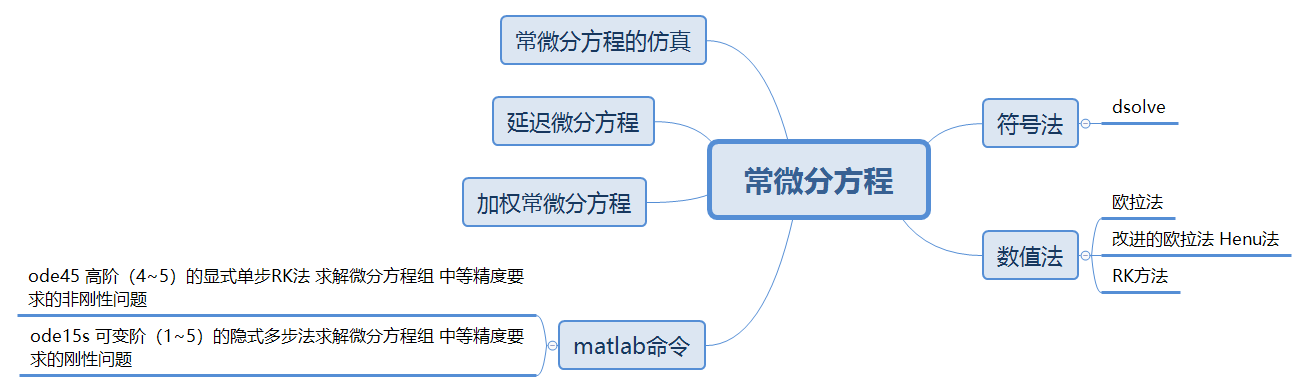 常微分方程的仿真
延迟微分方程
加权常微分方程
常微分方程
符号法
dsolve
数值法
欧拉法
改进的欧拉法 Henu法
RK方法
matlab命令
ode45 高阶（4~5）的显式单步RK法 求解微分方程组 中等精度要
求的非刚性问题
ode15s 可变阶（1~5）的隐式多步法求解微分方程组 中等精度要
求的刚性问题